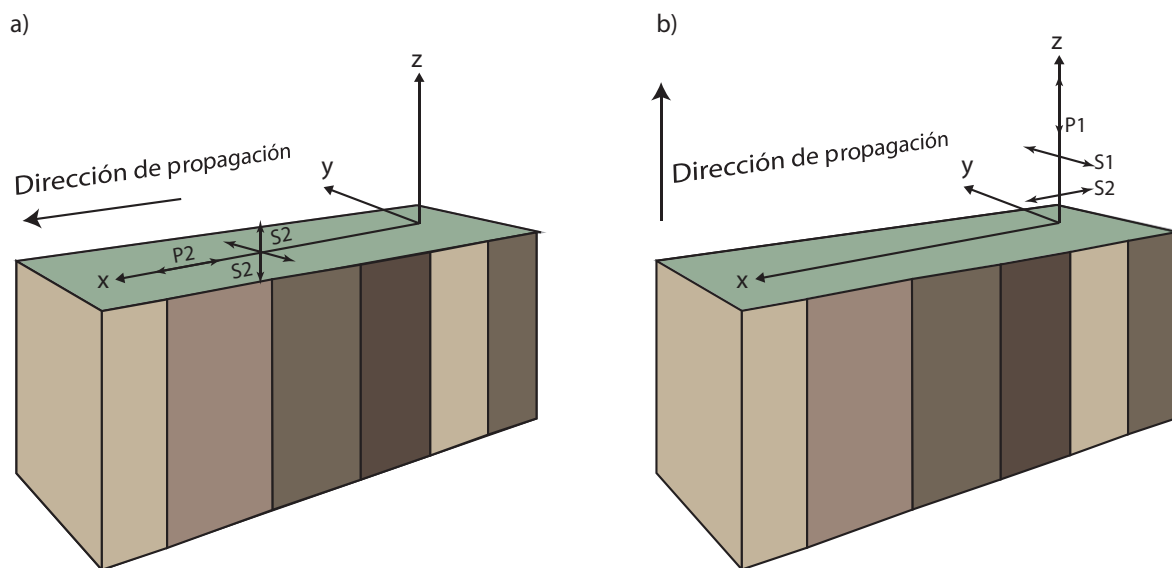 a)
z
Dirección de propagación
y
S2
P2
S2
x
b)
z
P1
Dirección de propagación
S1
y
S2
x